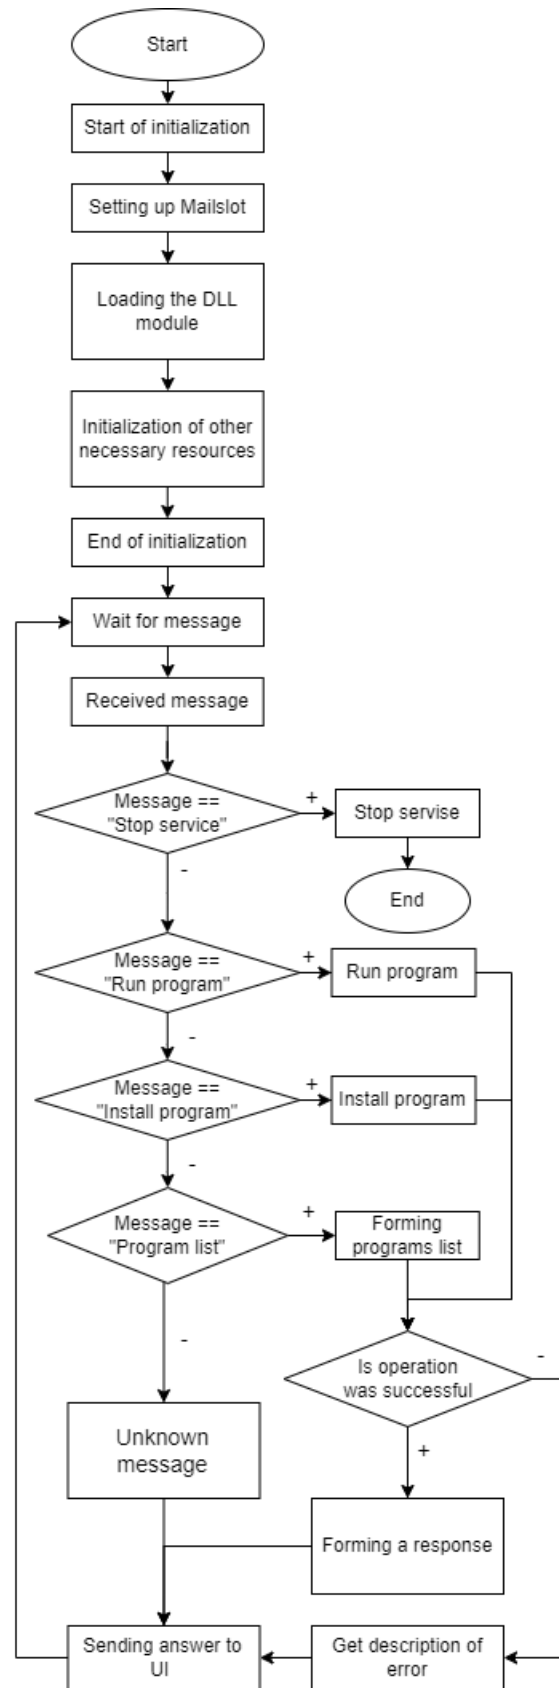 Start
Start of initialization
Setting up Mailslot
Loading the DLL
module
Initialization of other
necessary resources
End of initialization
Wait for message
Received message
Message ==
"Stop service"
+
Stop servise
-
End
Message ==
"Run program"
+
Run program
-
Message ==
"Install program"
+
Install program
-
Message ==
"Program list"
+
Forming
programs list
-
Is operation
was successful
-
+
Unknown
message
Forming a response
Sending answer to
UI
Get description of
error